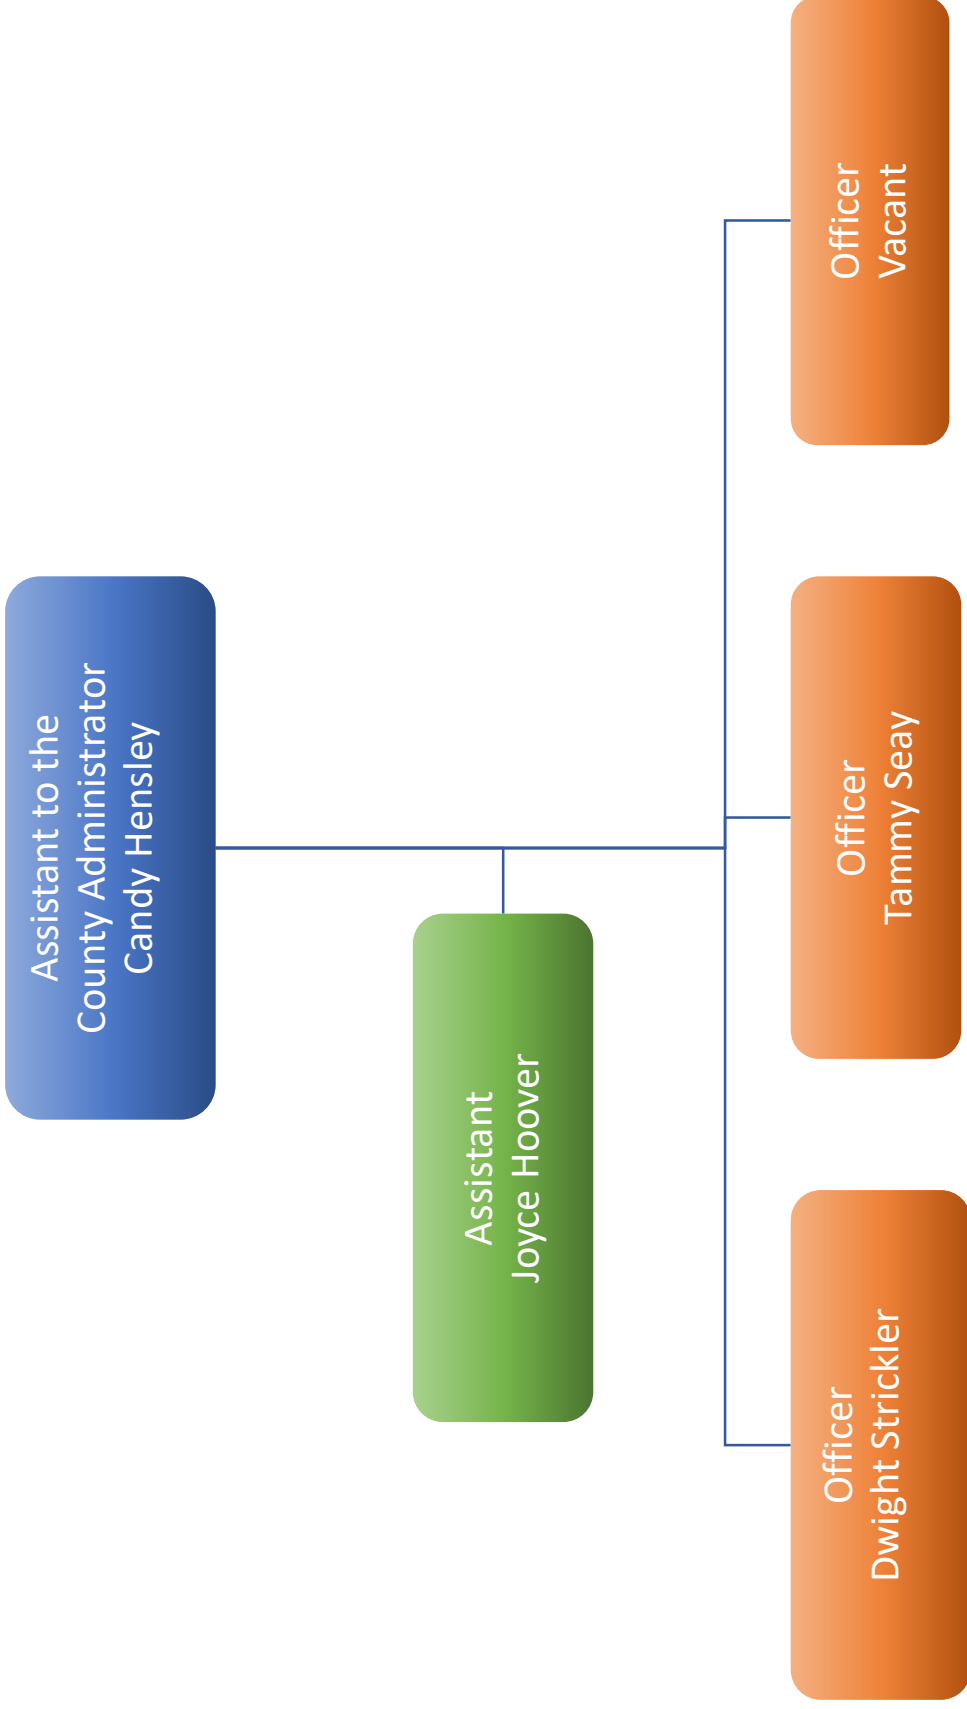 Assistant to the
County Administrator
Candy Hensley
Assistant
Joyce Hoover
Officer
Dwight Strickler
Officer
Tammy Seay
Officer
Vacant